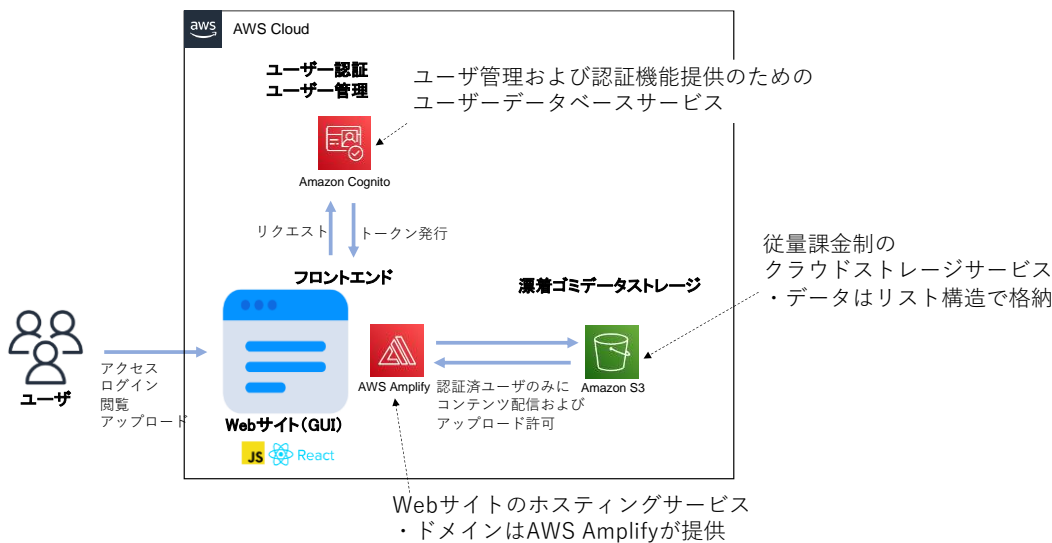 aws
AWS Cloud
ユーザー認証
ユーザー管理
ユーザ管理および認証機能提供のための
ユーザーデータベースサービス
Amazon Cognito
リクエスト
トークン発行
フロントエンド
漂着ゴミデータストレージ
従量課金制の
クラウドストレージサービス
・データはリスト構造で格納
ユーザ
アクセス
ログイン
閲覧
アップロード
AWS Amplify
認証済ユーザのみに
コンテンツ配信および
アップロード許可
Amazon S3
Webサイト(GUI)
JS
React
Webサイトのホスティングサービス
・ドメインはAWS Amplifyが提供